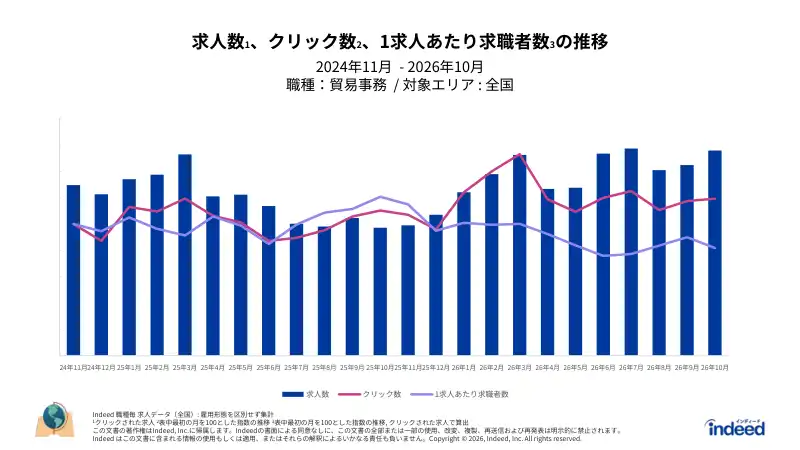 求人数1、クリック数2、1求人あたり求職者数3の推移
2024年11月 - 2026年10月
職種：貿易事務 / 対象エリア : 全国
24年11月 24年12月 25年1月 25年2月 25年3月 25年4月 25年5月 25年6月 25年7月 25年8月 25年9月 25年10月 25年11月 25年12月 26年1月 26年2月 26年3月 26年4月 26年5月 26年6月 26年7月 26年8月 26年9月 26年10月
求人数 クリック数 1求人あたり求職者数
Indeed 職種毎 求人データ（全国）: 雇用形態を区別せず集計
¹クリックされた求人 ²表中最初の月を100とした指数の推移 ³表中最初の月を100とした指数の推移, クリックされた求人で算出
この文書の著作権はIndeed, Inc.に帰属します。Indeedの書面による同意なしに、この文書の全部または一部の使用、改変、複製、再送信および再発表は明示的に禁止されます。
Indeed はこの文書に含まれる情報の使用もしくは適用、またはそれらの解釈によるいかなる責任も負いません。Copyright © 2026, Indeed, Inc. All rights reserved.
インディード
indeed